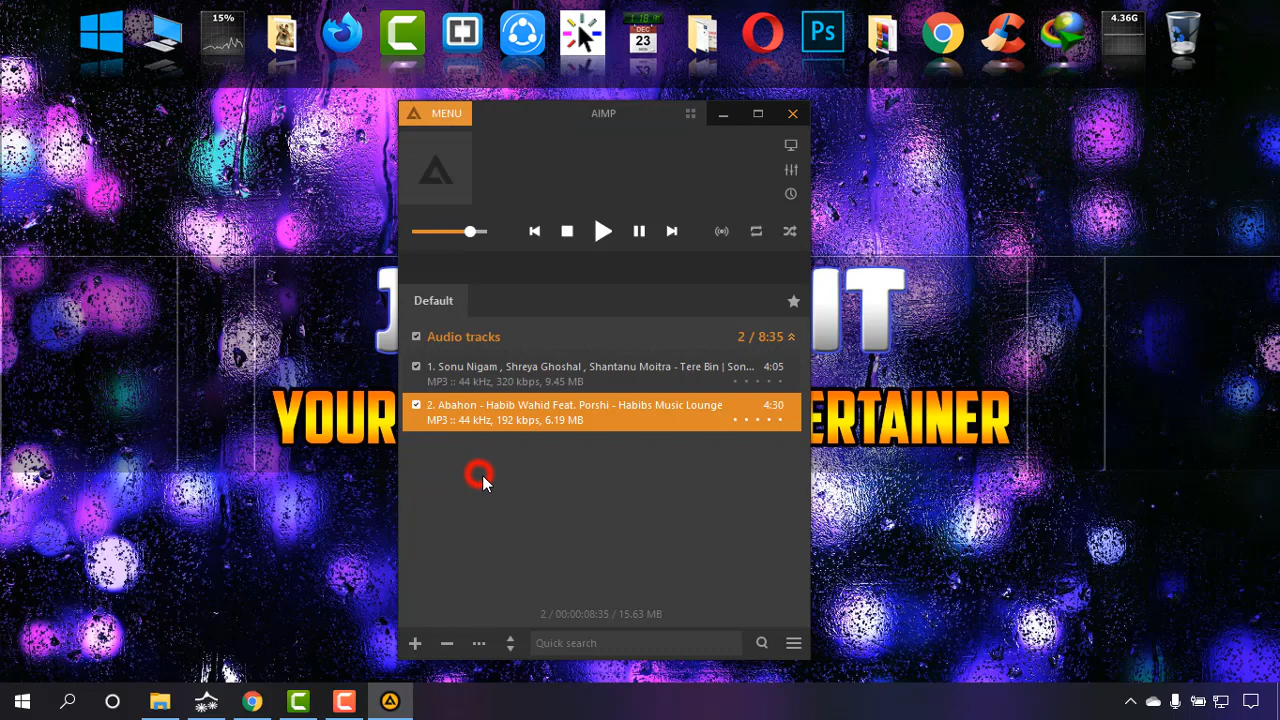 15%
1.18
DEC
23
Ps
4.36G
MENU
AIMP
Default
Audio tracks
2 / 8:35
1. Sonu Nigam , Shreya Ghoshal , Shantanu Moitra - Tere Bin | Son...
4:05
MP3 :: 44 kHz, 320 kbps, 9.45 MB
2. Abahon - Habib Wahid Feat. Porshi - Habibs Music Lounge
4:30
MP3 :: 44 kHz, 192 kbps, 6.19 MB
YOUR
2 / 00:00:08:35 / 15.63 MB
Quick search